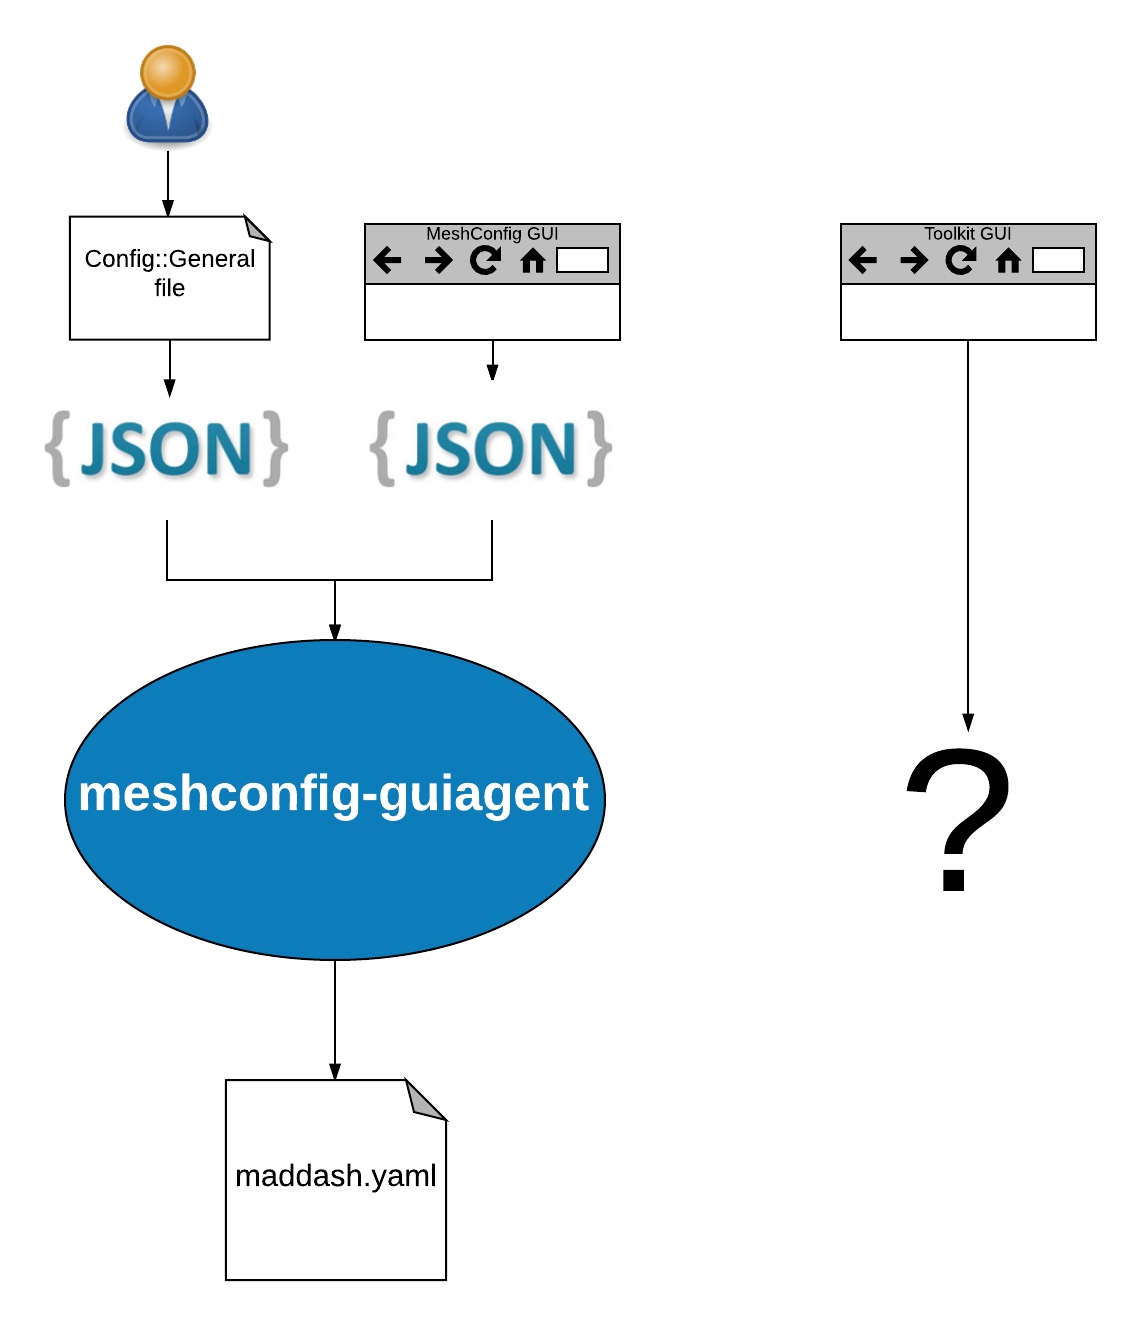 Config::General
file
MeshConfig GUI
Toolkit GUI
{JSON}
{JSON}
meshconfig-guiagent
?
maddash.yaml